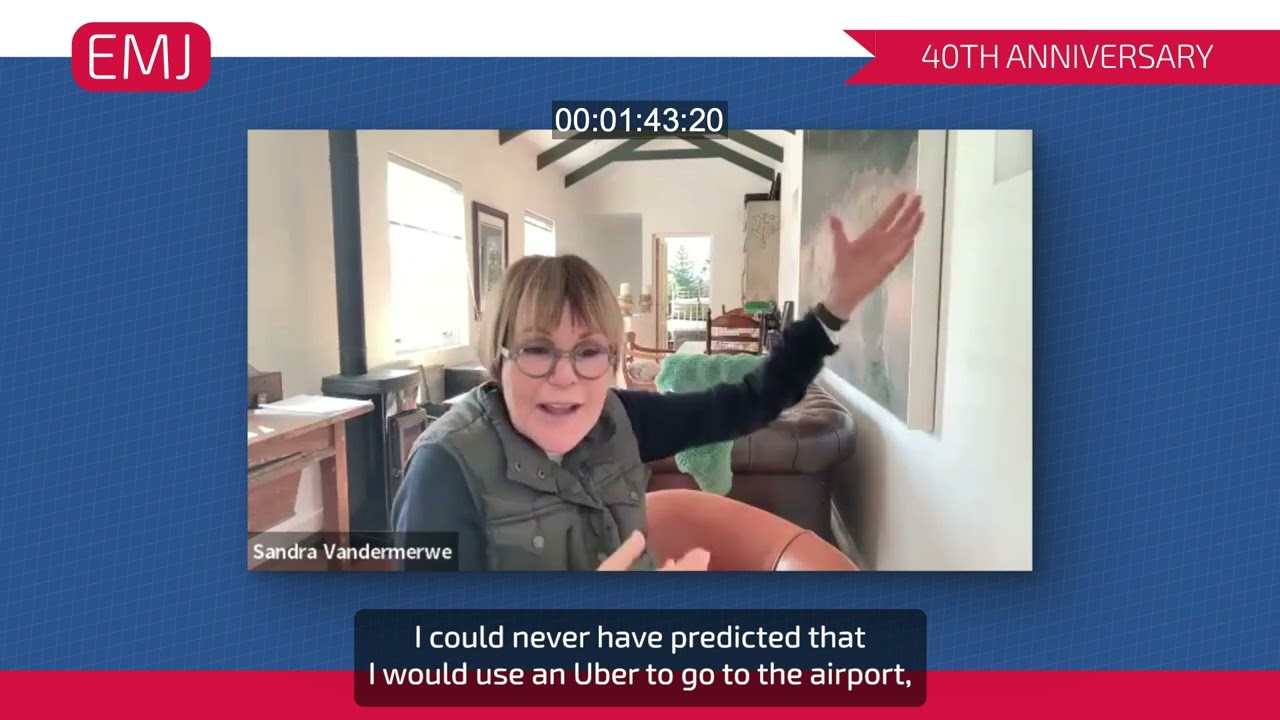 EMJ
40TH ANNIVERSARY
00:01:43:20
Sandra Vandermerwe
I could never have predicted that
I would use an Uber to go to the airport,